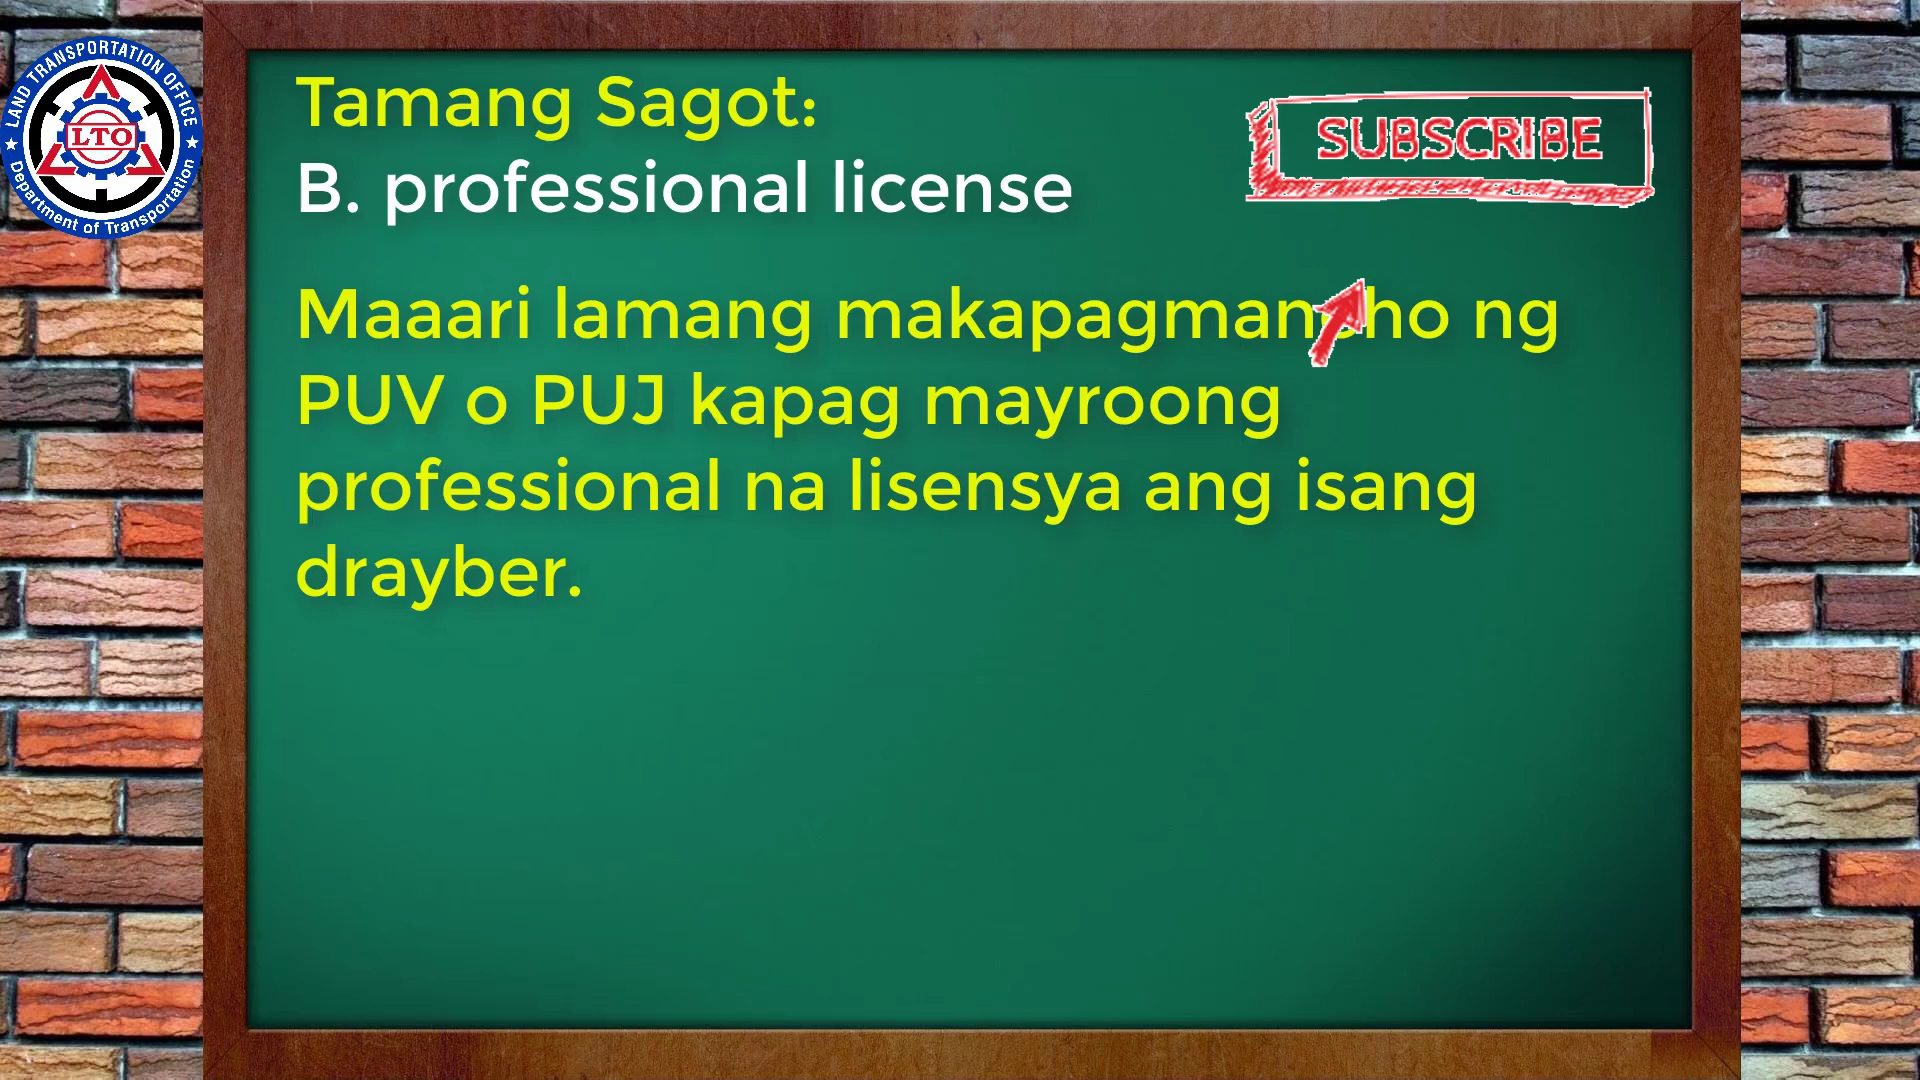 LAND TRANSPORTATION OFFICE
LTO
Department of Transportation
Tamang Sagot:
SUBSCRIBE
B. professional license
Maaari lamang ng
PUV o PUJ kapag mayroong
professional na lisensya ang isang
drayber.